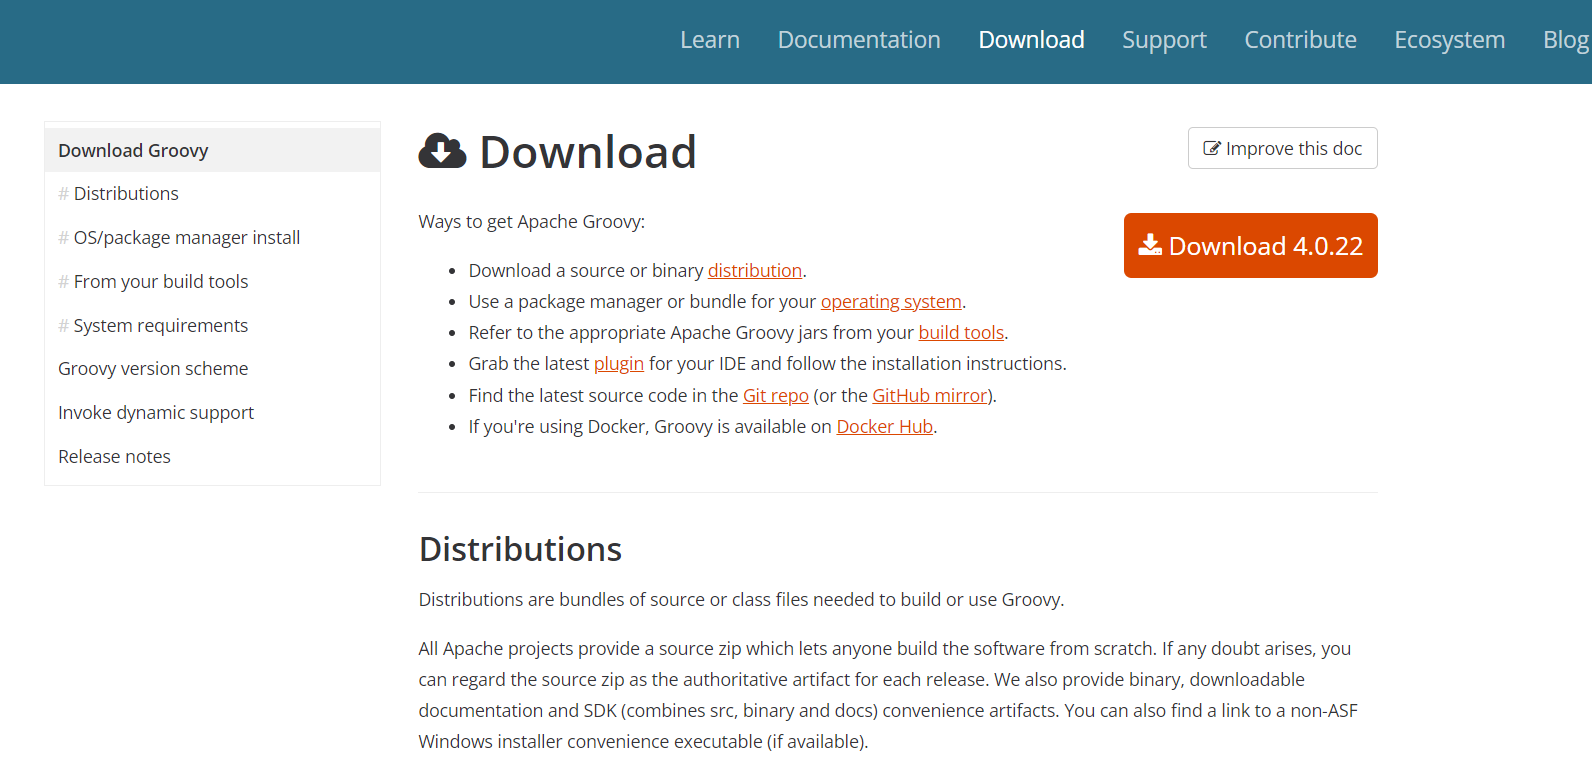 Learn Documentation Download Support Contribute Ecosystem Blog
Download Groovy
# Distributions
# OS/package manager install
# From your build tools
# System requirements
Groovy version scheme
Invoke dynamic support
Release notes
Download
Improve this doc
Ways to get Apache Groovy:
Download 4.0.22
• Download a source or binary distribution.
• Use a package manager or bundle for your operating system.
• Refer to the appropriate Apache Groovy jars from your build tools.
• Grab the latest plugin for your IDE and follow the installation instructions.
• Find the latest source code in the Git repo (or the GitHub mirror).
• If you're using Docker, Groovy is available on Docker Hub.
Distributions
Distributions are bundles of source or class files needed to build or use Groovy.
All Apache projects provide a source zip which lets anyone build the software from scratch. If any doubt arises, you
can regard the source zip as the authoritative artifact for each release. We also provide binary, downloadable
documentation and SDK (combines src, binary and docs) convenience artifacts. You can also find a link to a non-ASF
Windows installer convenience executable (if available).